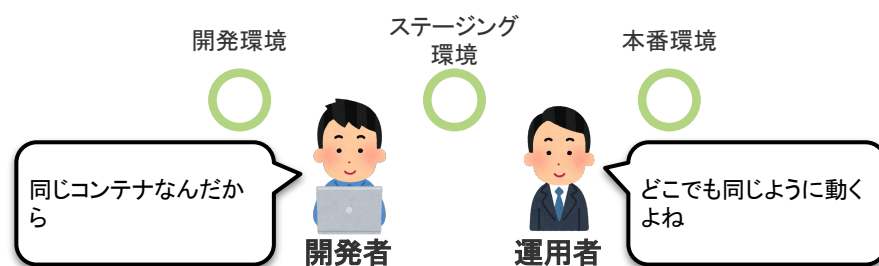 開発環境
ステージング
環境
本番環境
同じコンテナなんだか
ら
どこでも同じように動く
よね
開発者
運用者